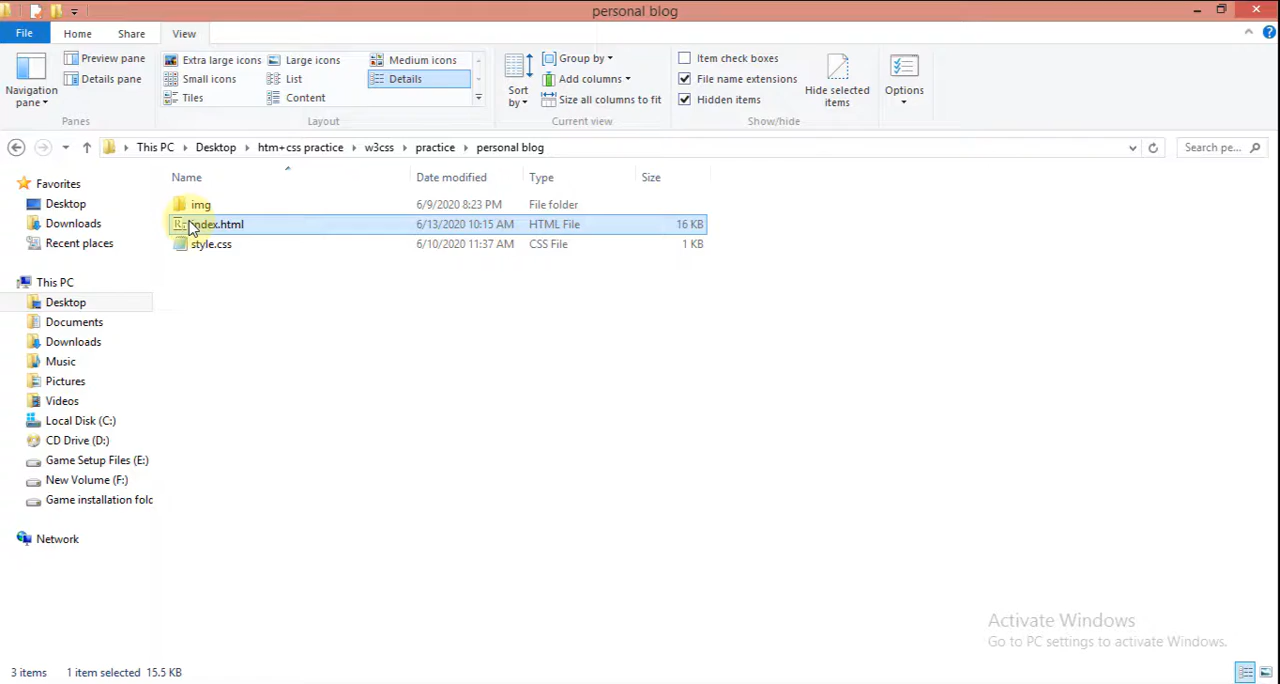 personal blog
File Home Share View
Preview pane
Details pane
Navigation pane
Panes
Extra large icons Large icons Medium icons
Small icons List Details
Tiles Content
Layout
Sort by
Group by
Add columns
Size all columns to fit
Current view
Item check boxes
File name extensions
Hidden items
Hide selected items
Show/hide
Options
This PC Desktop htm+css practice w3css practice personal blog
Search pe...
Name Date modified Type Size
img 6/9/2020 8:23 PM File folder
index.html 6/13/2020 10:15 AM HTML File 16 KB
style.css 6/10/2020 11:37 AM CSS File 1 KB
Favorites
Desktop
Downloads
Recent places
This PC
Desktop
Documents
Downloads
Music
Pictures
Videos
Local Disk (C:)
CD Drive (D:)
Game Setup Files (E:)
New Volume (F:)
Game installation folc
Network
Activate Windows
Go to PC settings to activate Windows.
3 items 1 item selected 15.5 KB